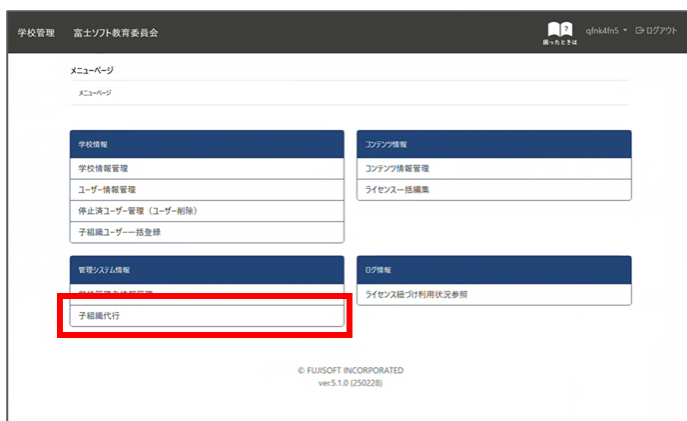 学校管理 富士ソフト教育委員会
困ったときは
qfnk4fn5
ログアウト
メニューページ
メニューページ
学校情報
学校情報管理
ユーザー情報管理
停止済ユーザー管理（ユーザー削除）
子組織ユーザー一括登録
コンテンツ情報
コンテンツ情報管理
ライセンス一括編集
管理システム情報
子組織代行
ログ情報
ライセンス紐づけ利用状況参照
© FUJISOFT INCORPORATED
ver.5.1.0 (250228)